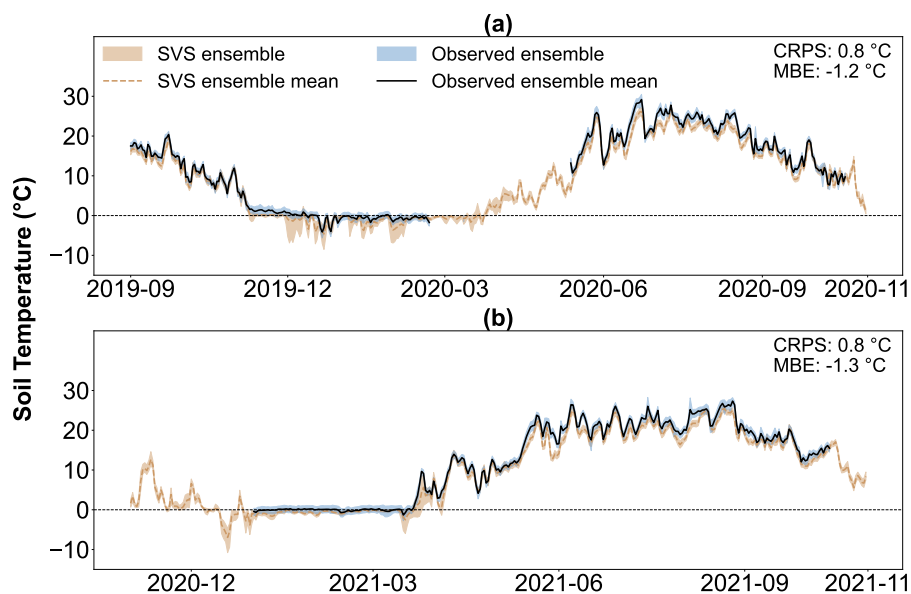 (a)
SVS ensemble
Observed ensemble
SVS ensemble mean
Observed ensemble mean
CRPS: 0.8 °C
MBE: -1.2 °C
30
20
10
0
−10
2019-09
2019-12
2020-03
2020-06
2020-09
2020-11
Soil Temperature (°C)
(b)
CRPS: 0.8 °C
MBE: -1.3 °C
30
20
10
0
−10
2020-12
2021-03
2021-06
2021-09
2021-11